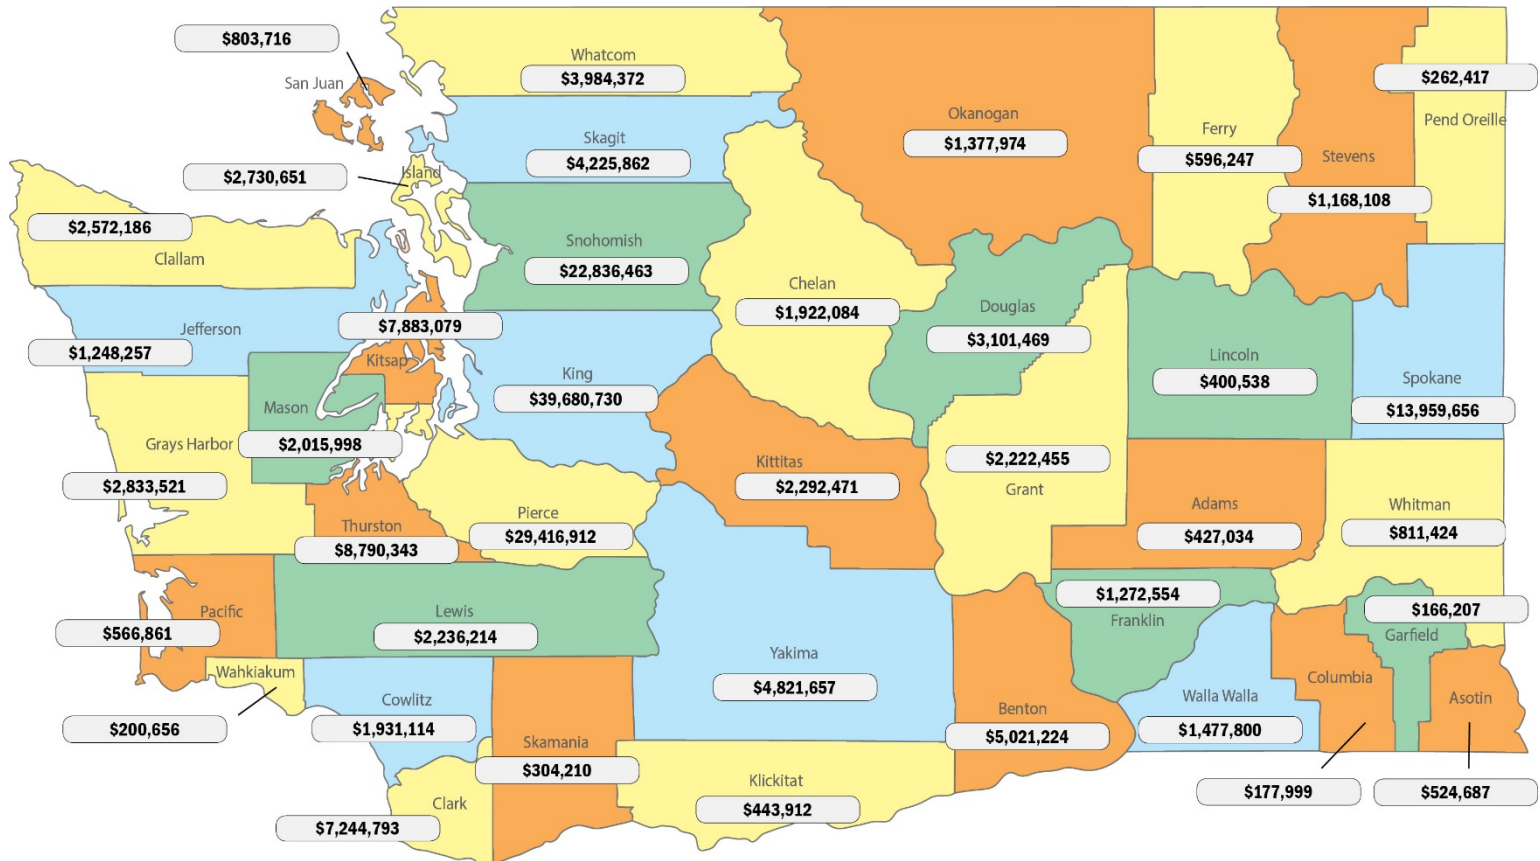 $803,716
San Juan
Whatcom
$3,984,372
Skagit
$4,225,862
Okanogan
$1,377,974
Ferry
$596,247
Stevens
$1,168,108
$262,417
Pend Oreille
$2,730,651
Island
$2,572,186
Clallam
Snohomish
$22,836,463
Chelan
$1,922,084
Douglas
$3,101,469
Jefferson
$1,248,257
$7,883,079
Kitsap
King
$39,680,730
Lincoln
$400,538
Spokane
$13,959,656
Mason
$2,015,998
Grays Harbor
$2,833,521
Kittitas
$2,292,471
$2,222,455
Grant
Adams
$427,034
Whitman
$811,424
Thurston
$8,790,343
Pierce
$29,416,912
Pacific
$566,861
Lewis
$2,236,214
Yakima
$4,821,657
$1,272,554
Franklin
$166,207
Garfield
Wahkiakum
$200,656
Cowlitz
$1,931,114
Skamania
$304,210
Benton
$5,021,224
Walla Walla
$1,477,800
Columbia
$177,999
Asotin
$524,687
Clark
$7,244,793
Klickitat
$443,912